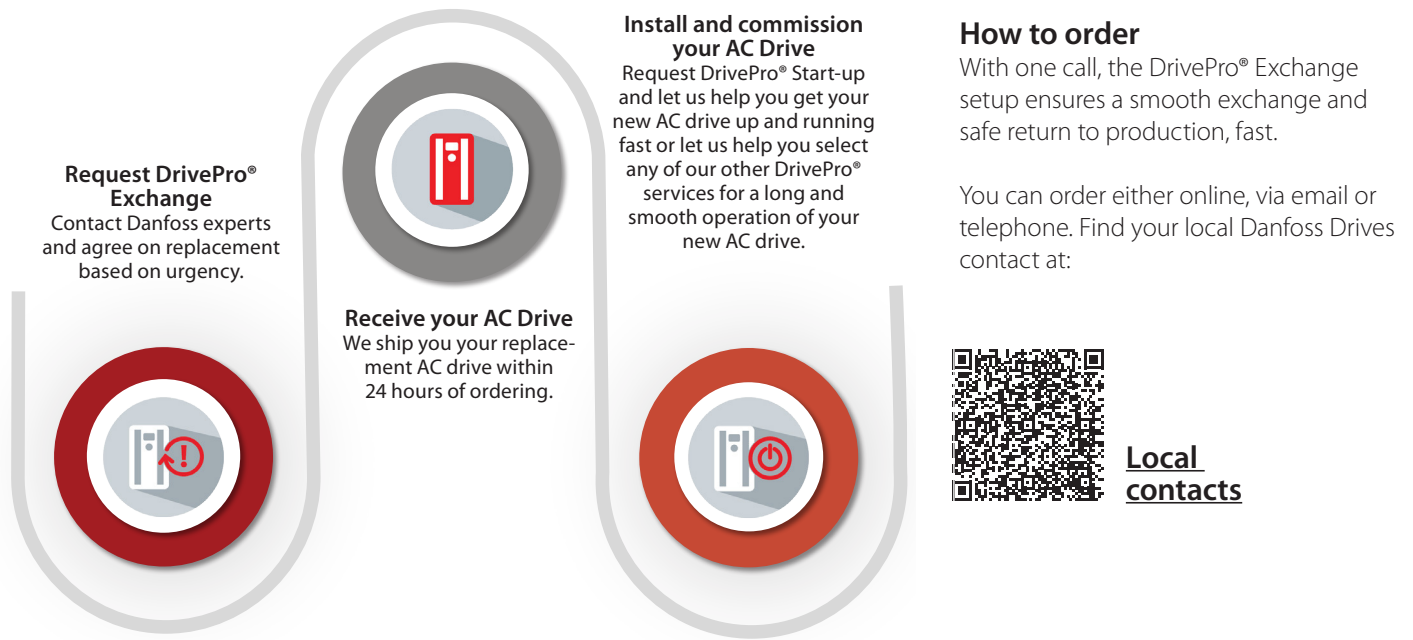 Request DrivePro®
Exchange
Contact Danfoss experts
and agree on replacement
based on urgency.
Receive your AC Drive
We ship you your replace-
ment AC drive within
24 hours of ordering.
Install and commission
your AC Drive
Request DrivePro® Start-up
and let us help you get your
new AC drive up and running
fast or let us help you select
any of our other DrivePro®
services for a long and
smooth operation of your
new AC drive.
How to order
With one call, the DrivePro® Exchange
setup ensures a smooth exchange and
safe return to production, fast.
You can order either online, via email or
telephone. Find your local Danfoss Drives
contact at:
Local
contacts